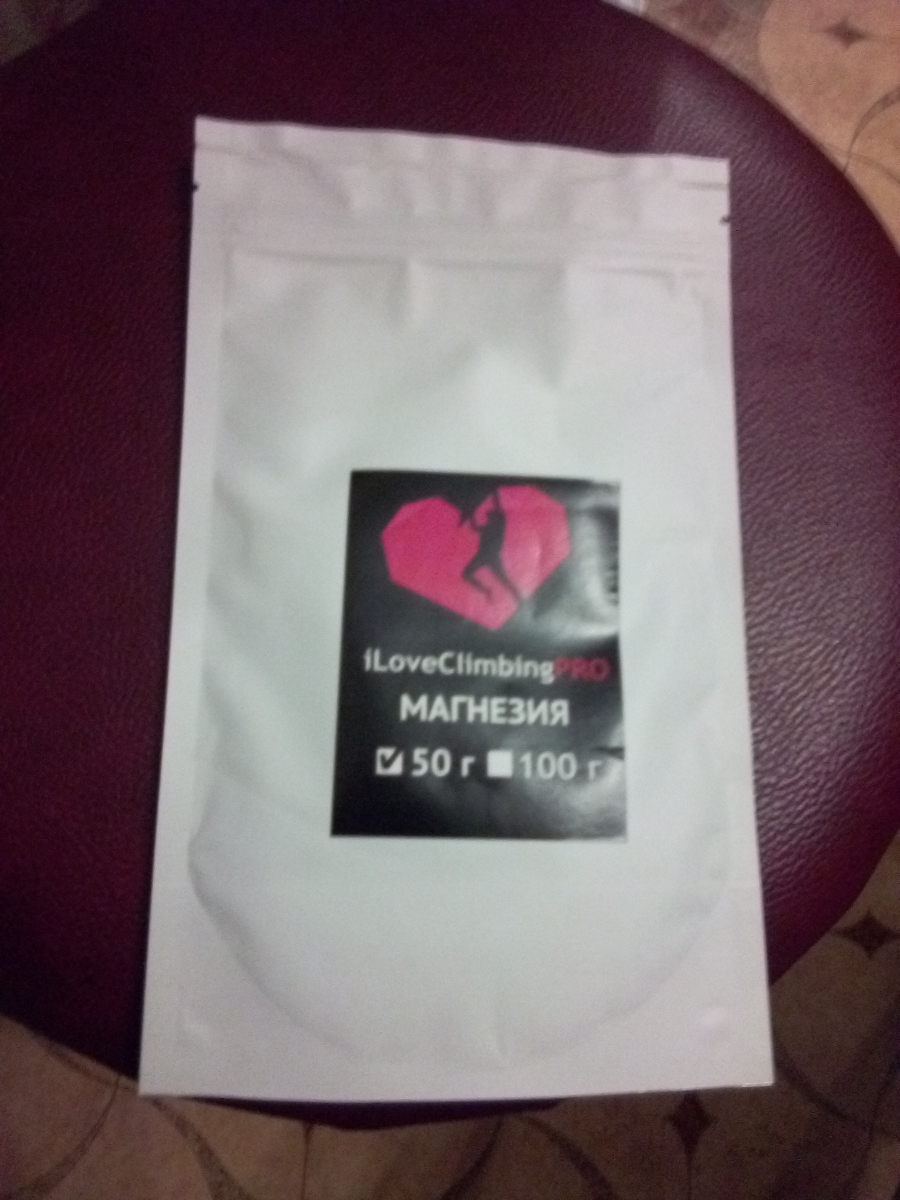 iLoveClimbingPRO
МАГНЕЗИЯ
☑ 50 г ☐ 100 г